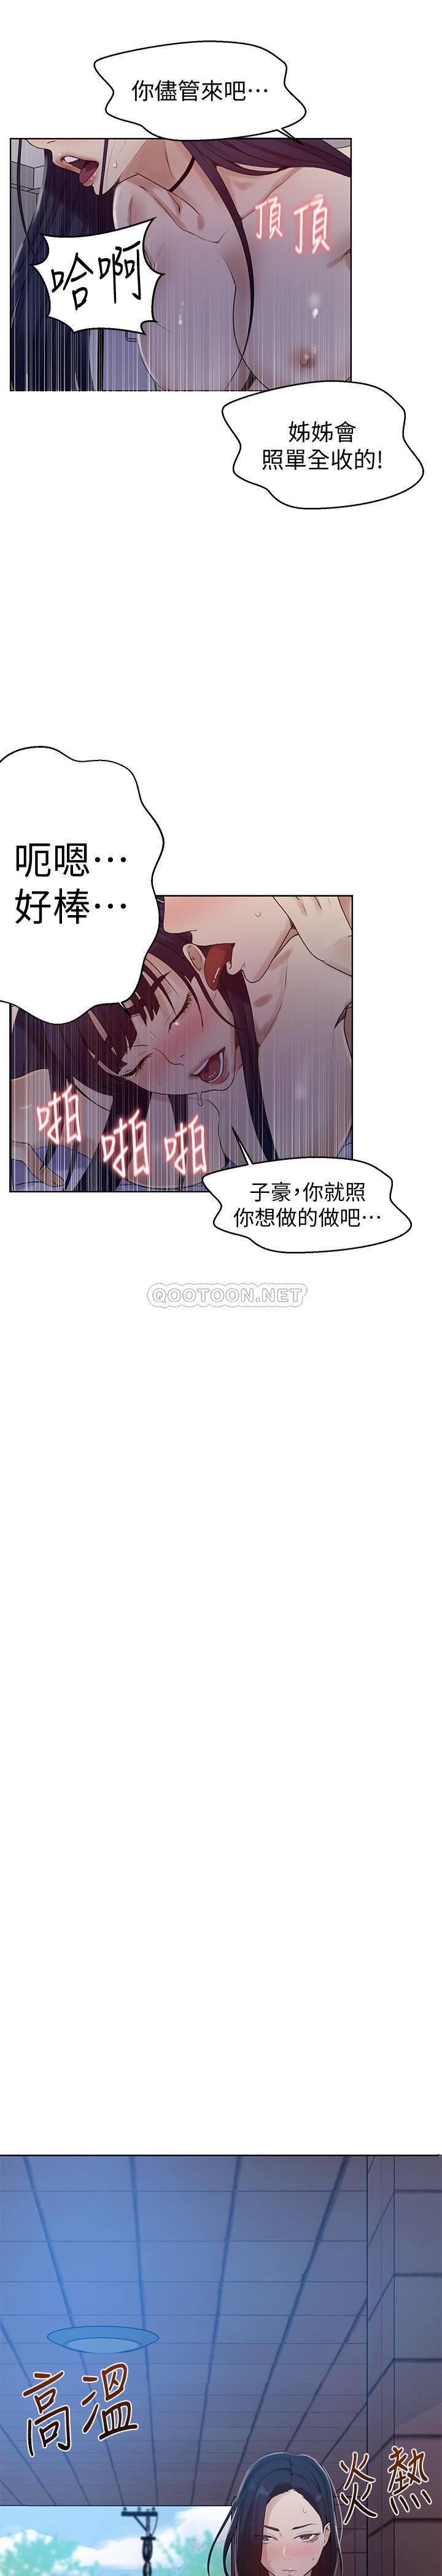 你儘管來吧…
頂頂
哈啊
姊姊會
照單全收的!
呃嗯…
好棒…
啪啪啪
子豪,你就照
你想做的做吧…
QOOTOON.NET
高溫
炎熱